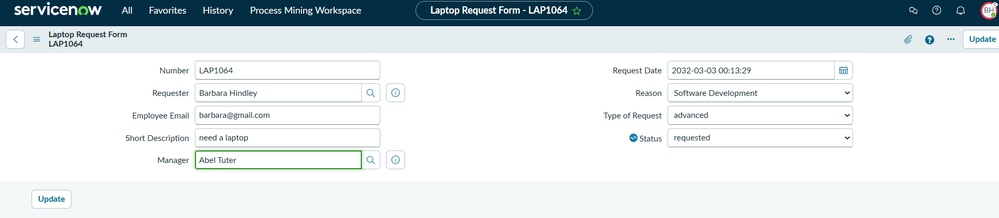 servicenow All Favorites History Process Mining Workspace Laptop Request Form - LAP1064 BH
Laptop Request Form
LAP1064
Update
Number LAP1064
Request Date 2032-03-03 00:13:29
Requester Barbara Hindley
Reason Software Development
Employee Email barbara@gmail.com
Type of Request advanced
Short Description need a laptop
Status requested
Manager Abel Tuter
Update